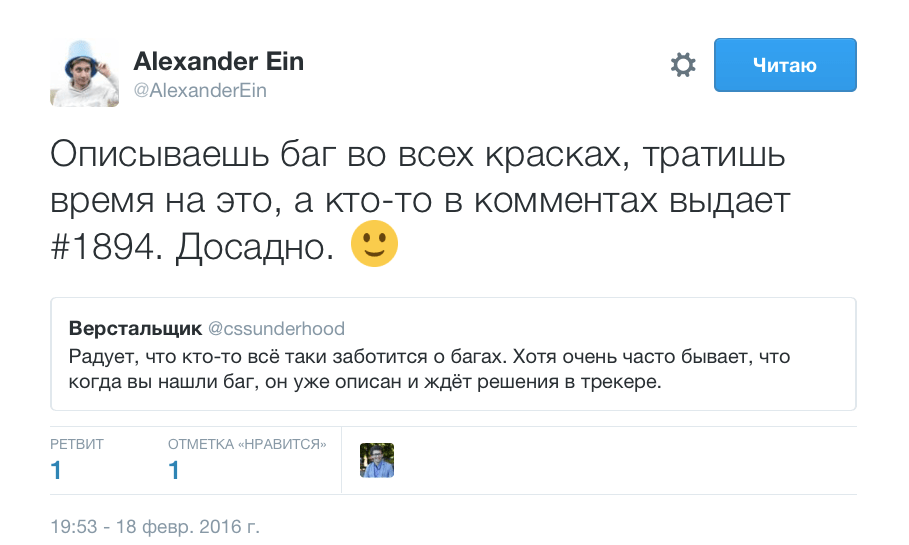 Alexander Ein
@AlexanderEin
Читаю
Описываешь баг во всех красках, тратишь
время на это, а кто-то в комментах выдает
#1894. Досадно. 🙂
Верстальщик @cssunderhood
Радует, что кто-то всё таки заботится о багах. Хотя очень часто бывает, что
когда вы нашли баг, он уже описан и ждёт решения в трекере.
РЕТВИТ ОТМЕТКА «НРАВИТСЯ»
1 1
19:53 - 18 февр. 2016 г.